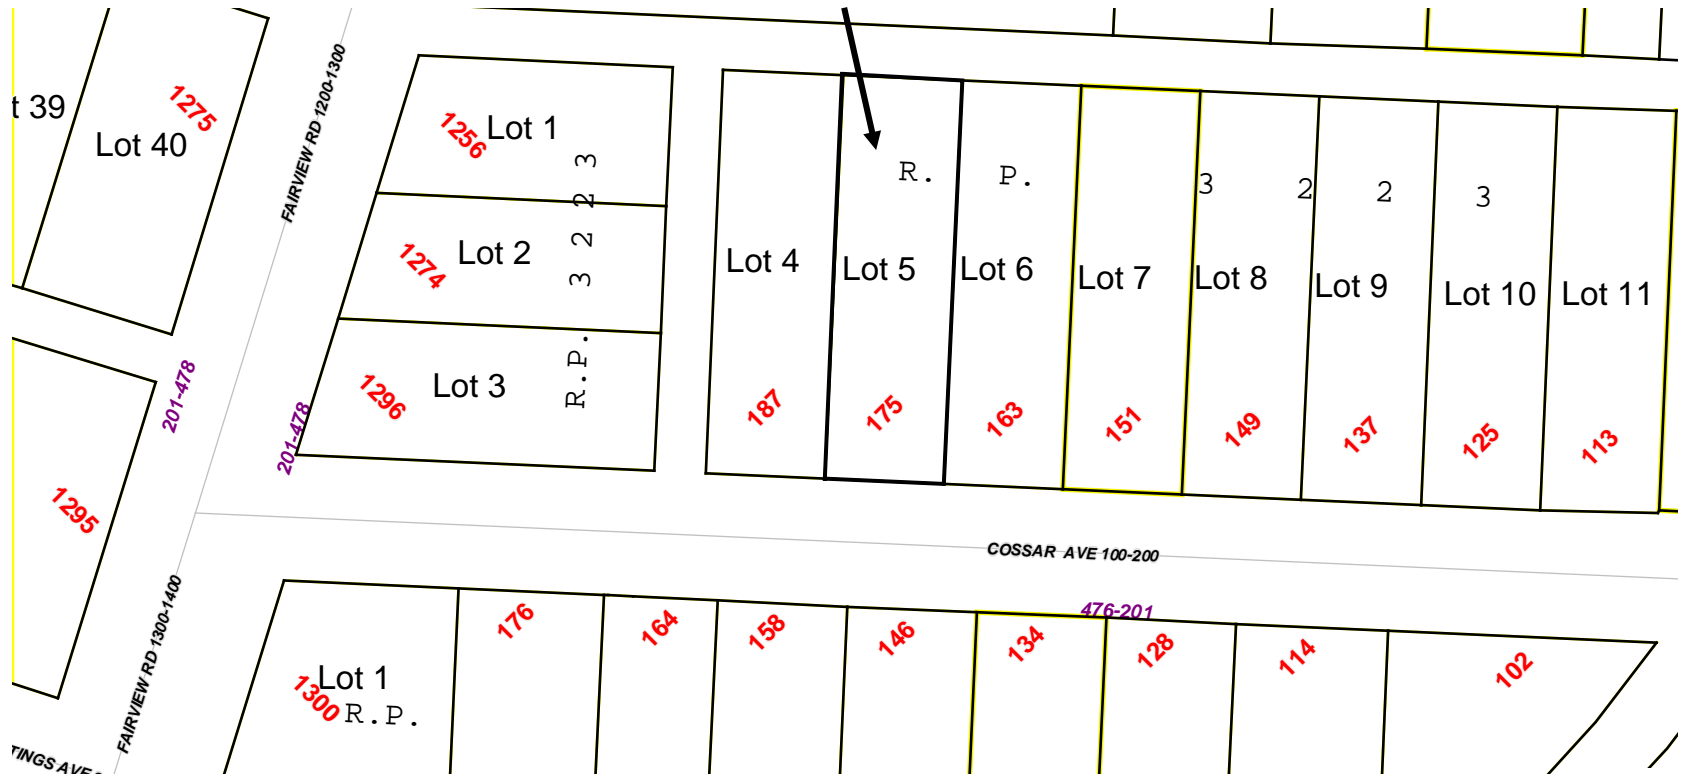 t 39
Lot 40
1275
FAIRVIEW RD 1200-1300
1256
Lot 1
1274
Lot 2
1296
Lot 3
R.P. 3 2 2 3
R. P. 3 2 2 3
Lot 4
Lot 5
Lot 6
Lot 7
Lot 8
Lot 9
Lot 10
Lot 11
187
175
163
151
149
137
125
113
201-478
201-478
1295
COSSAR AVE 100-200
476-201
FAIRVIEW RD 1300-1400
176
164
158
146
134
128
114
102
Lot 1
1300
R.P.
TINGS AVE